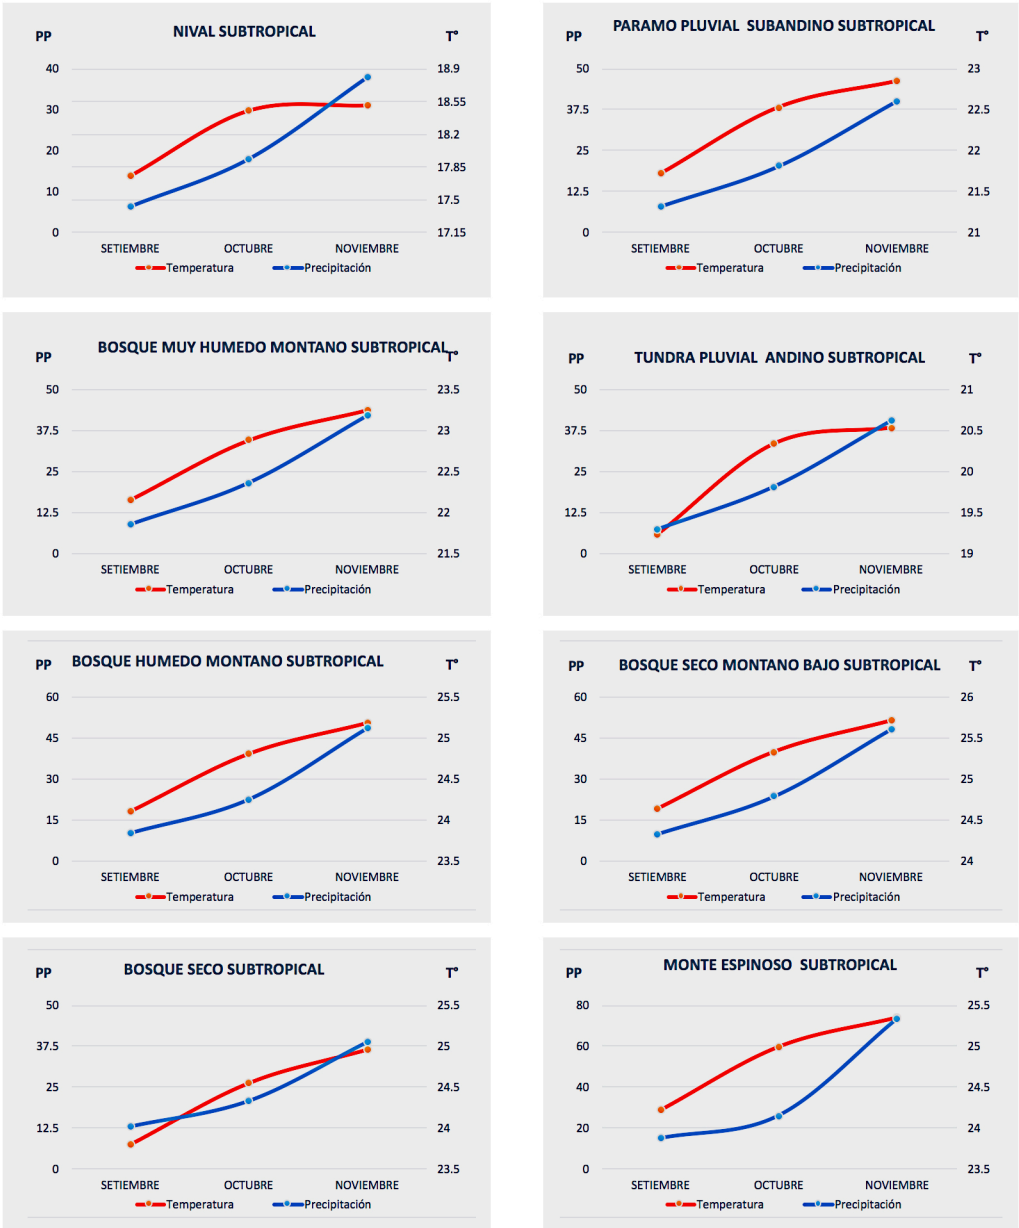 NIVAL SUBTROPICAL
PP T°
40 18.9
30 18.55
18.2
20 17.85
10 17.5
0 17.15
SETIEMBRE OCTUBRE NOVIEMBRE
Temperatura Precipitación
PARAMO PLUVIAL SUBANDINO SUBTROPICAL
PP T°
50 23
37.5 22.5
25 22
12.5 21.5
0 21
SETIEMBRE OCTUBRE NOVIEMBRE
Temperatura Precipitación
BOSQUE MUY HUMEDO MONTANO SUBTROPICAL
PP T°
50 23.5
37.5 23
25 22.5
12.5 22
0 21.5
SETIEMBRE OCTUBRE NOVIEMBRE
Temperatura Precipitación
TUNDRA PLUVIAL ANDINO SUBTROPICAL
PP T°
50 21
37.5 20.5
25 20
12.5 19.5
0 19
SETIEMBRE OCTUBRE NOVIEMBRE
Temperatura Precipitación
BOSQUE HUMEDO MONTANO SUBTROPICAL
PP T°
60 25.5
45 25
30 24.5
15 24
0 23.5
SETIEMBRE OCTUBRE NOVIEMBRE
Temperatura Precipitación
BOSQUE SECO MONTANO BAJO SUBTROPICAL
PP T°
60 26
45 25.5
30 25
15 24.5
0 24
SETIEMBRE OCTUBRE NOVIEMBRE
Temperatura Precipitación
BOSQUE SECO SUBTROPICAL
PP T°
50 25.5
37.5 25
25 24.5
12.5 24
0 23.5
SETIEMBRE OCTUBRE NOVIEMBRE
Temperatura Precipitación
MONTE ESPINOSO SUBTROPICAL
PP T°
80 25.5
60 25
40 24.5
20 24
0 23.5
SETIEMBRE OCTUBRE NOVIEMBRE
Temperatura Precipitación